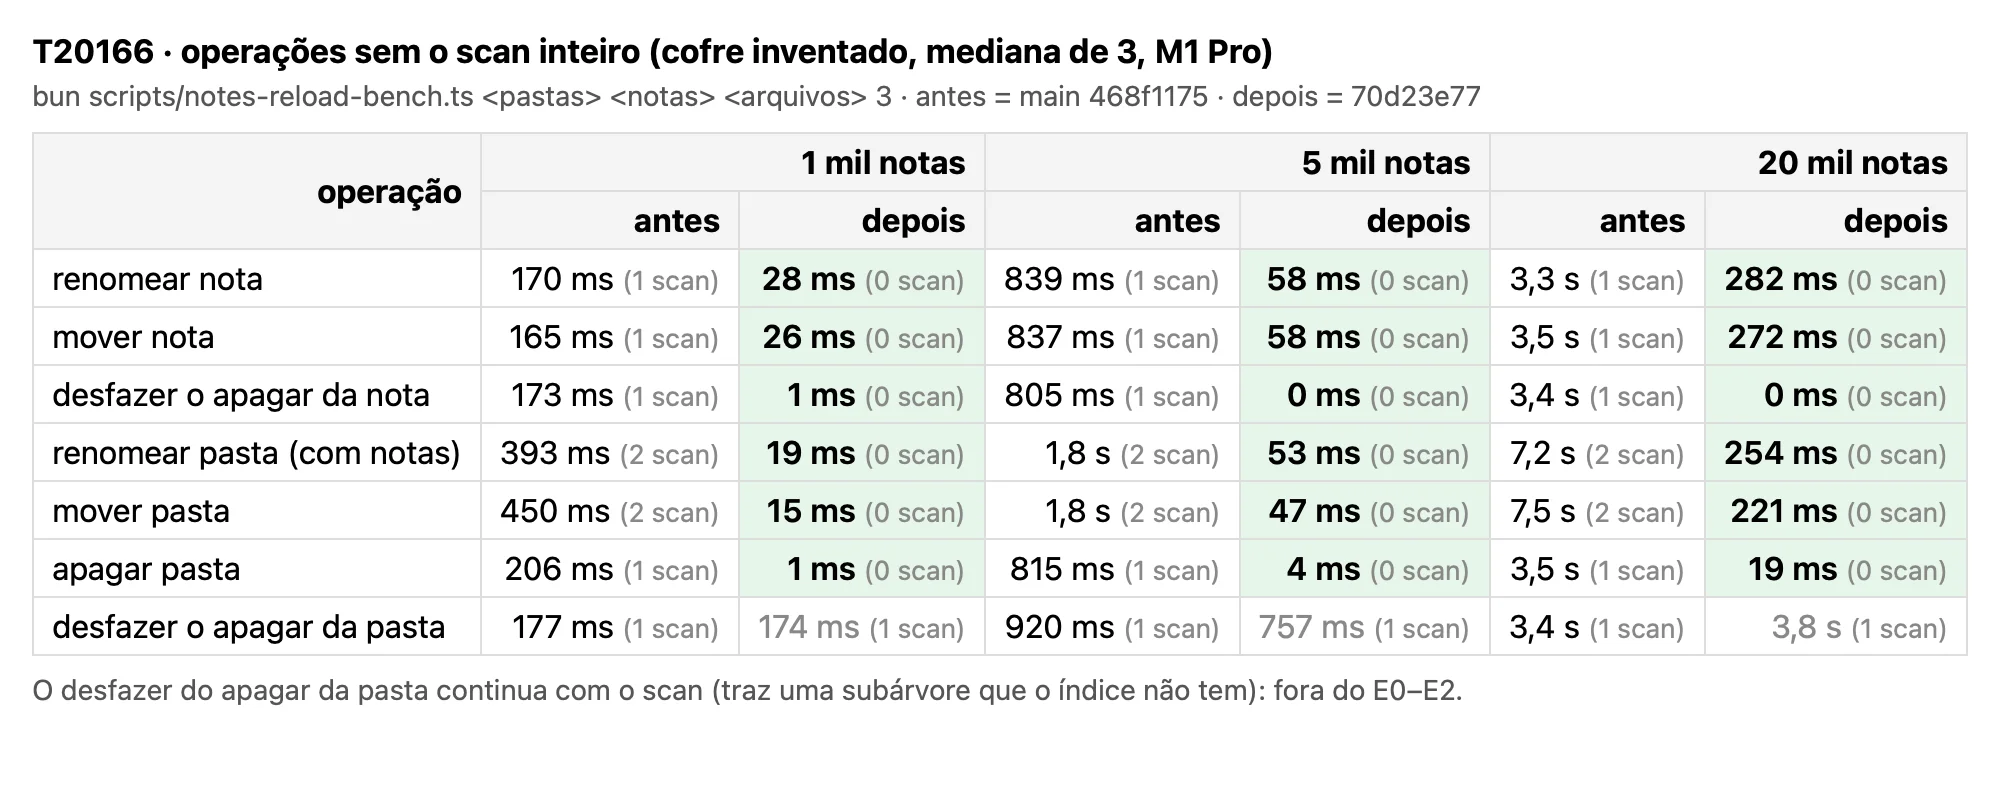 T20166 · operações sem o scan inteiro (cofre inventado, mediana de 3, M1 Pro)
bun scripts/notes-reload-bench.ts <pastas> <notas> <arquivos> 3 · antes = main 468f1175 · depois = 70d23e77
operação 1 mil notas 5 mil notas 20 mil notas
antes depois antes depois antes depois
renomear nota 170 ms (1 scan) 28 ms (0 scan) 839 ms (1 scan) 58 ms (0 scan) 3,3 s (1 scan) 282 ms (0 scan)
mover nota 165 ms (1 scan) 26 ms (0 scan) 837 ms (1 scan) 58 ms (0 scan) 3,5 s (1 scan) 272 ms (0 scan)
desfazer o apagar da nota 173 ms (1 scan) 1 ms (0 scan) 805 ms (1 scan) 0 ms (0 scan) 3,4 s (1 scan) 0 ms (0 scan)
renomear pasta (com notas) 393 ms (2 scan) 19 ms (0 scan) 1,8 s (2 scan) 53 ms (0 scan) 7,2 s (2 scan) 254 ms (0 scan)
mover pasta 450 ms (2 scan) 15 ms (0 scan) 1,8 s (2 scan) 47 ms (0 scan) 7,5 s (2 scan) 221 ms (0 scan)
apagar pasta 206 ms (1 scan) 1 ms (0 scan) 815 ms (1 scan) 4 ms (0 scan) 3,5 s (1 scan) 19 ms (0 scan)
desfazer o apagar da pasta 177 ms (1 scan) 174 ms (1 scan) 920 ms (1 scan) 757 ms (1 scan) 3,4 s (1 scan) 3,8 s (1 scan)
O desfazer do apagar da pasta continua com o scan (traz uma subárvore que o índice não tem): fora do E0–E2.